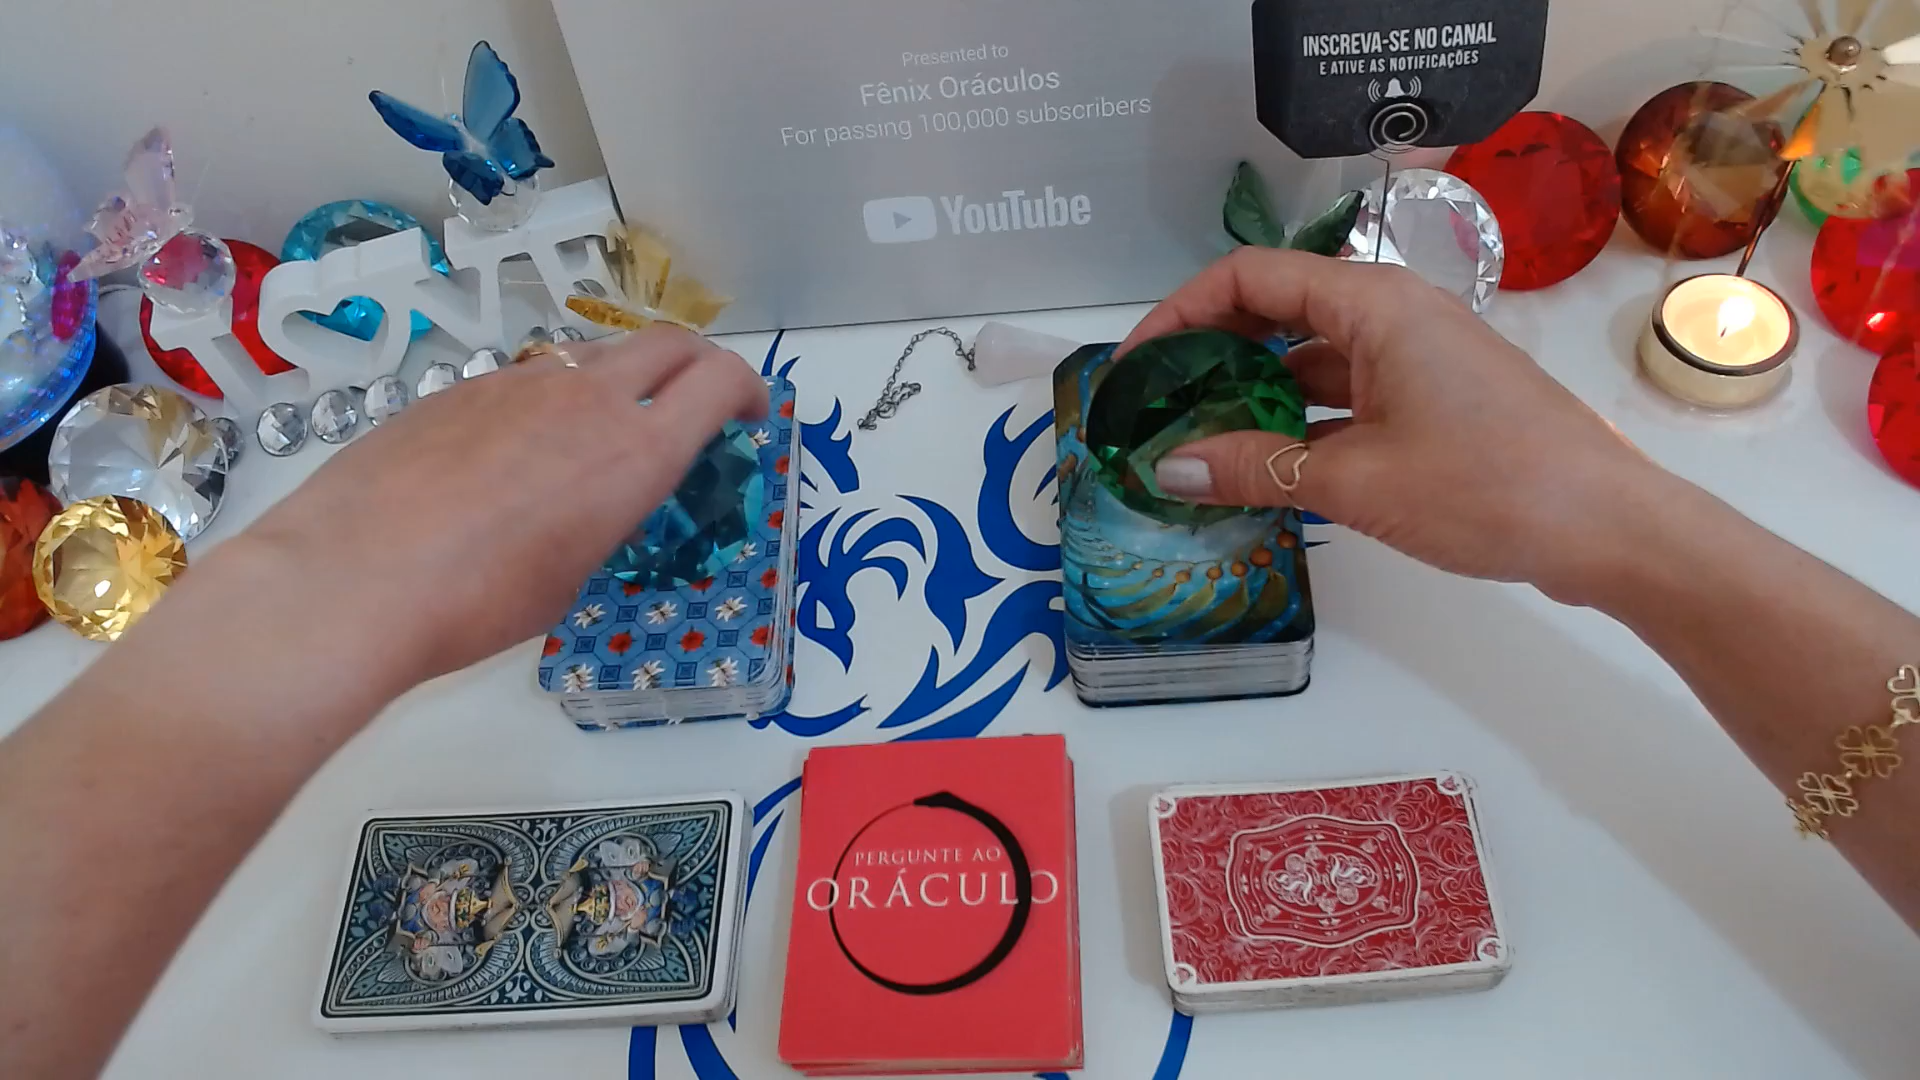 Presented to
Fênix Oráculos
For passing 100,000 subscribers
YouTube
INSCREVA-SE NO CANAL
E ATIVE AS NOTIFICAÇÕES
LOVE
PERGUNTE AO
ORÁCULO